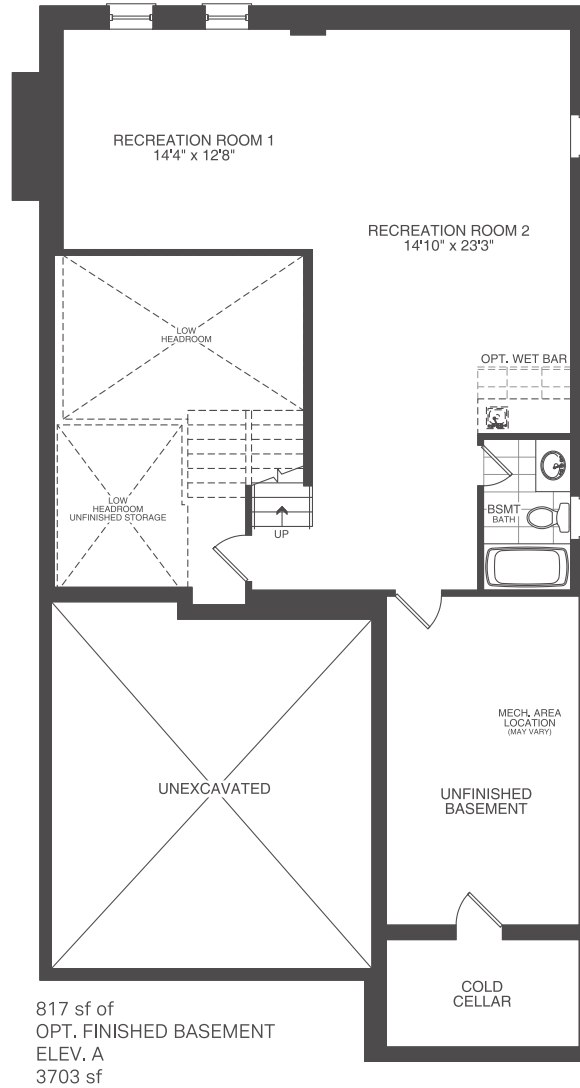 RECREATION ROOM 1
14'4" x 12'8"
RECREATION ROOM 2
14'10" x 23'3"
LOW
HEADROOM
OPT. WET BAR
LOW
HEADROOM
UNFINISHED STORAGE
BSMT
BATH
UP
MECH. AREA
LOCATION
(MAY VARY)
UNEXCAVATED
UNFINISHED
BASEMENT
COLD
CELLAR
817 sf of
OPT. FINISHED BASEMENT
ELEV. A
3703 sf